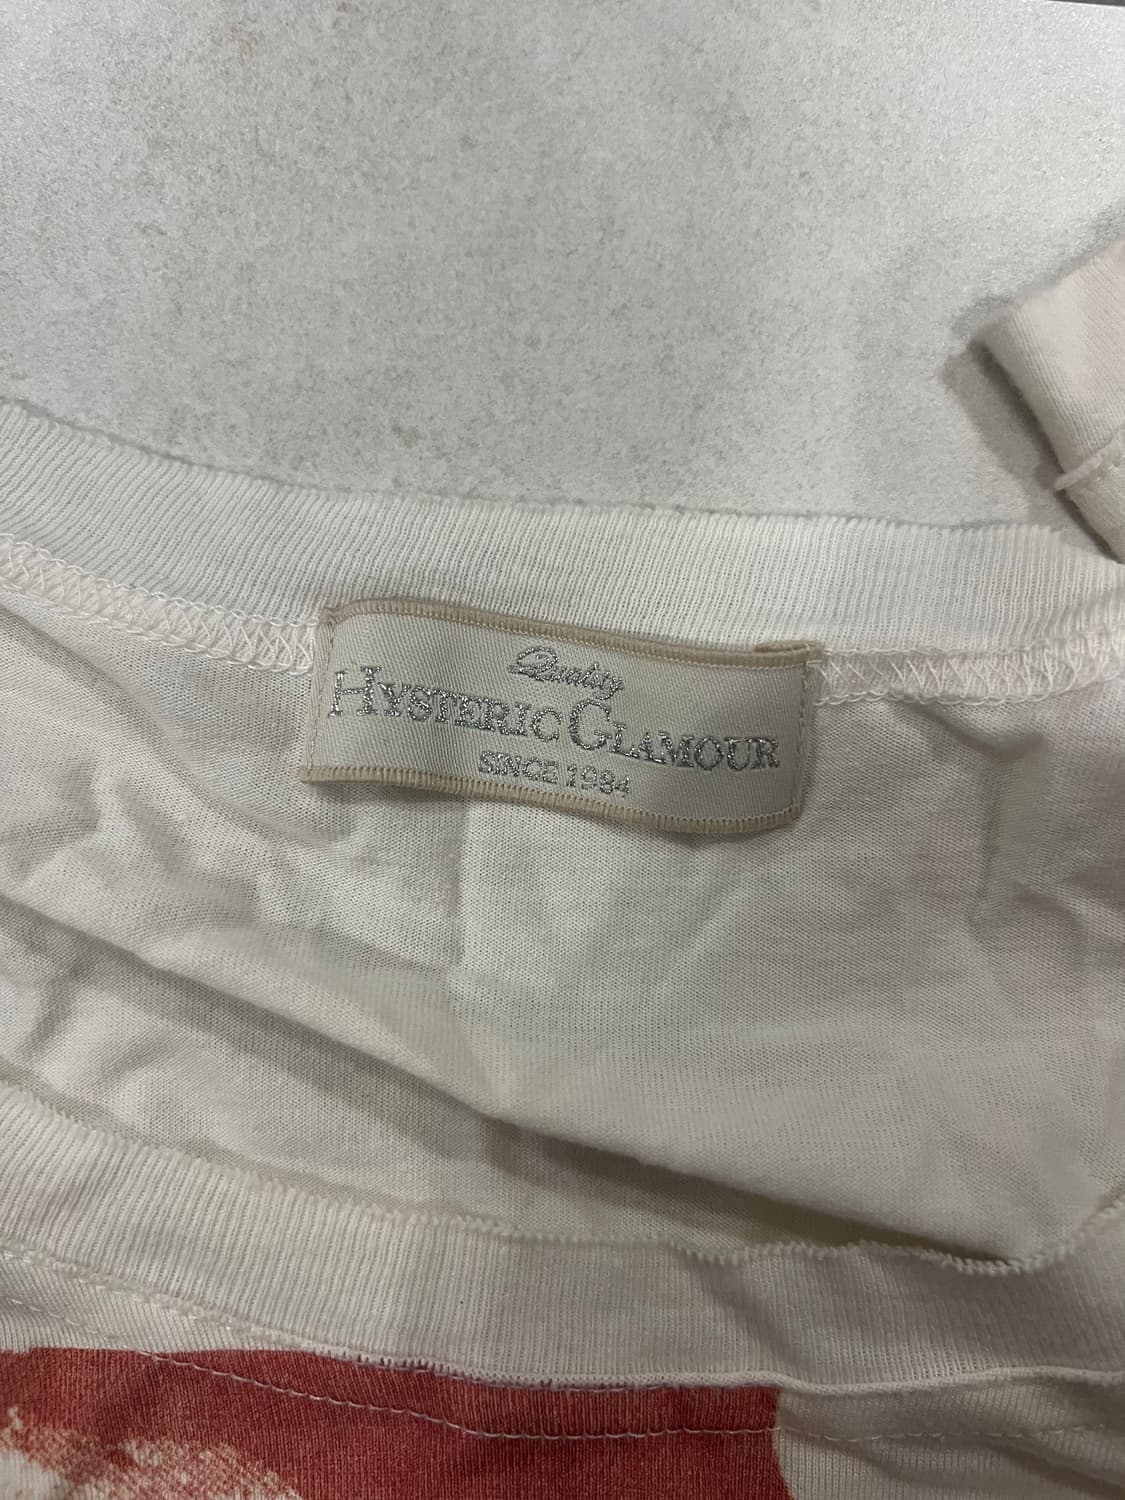 Quality
HYSTERIC GLAMOUR
SINCE 1984